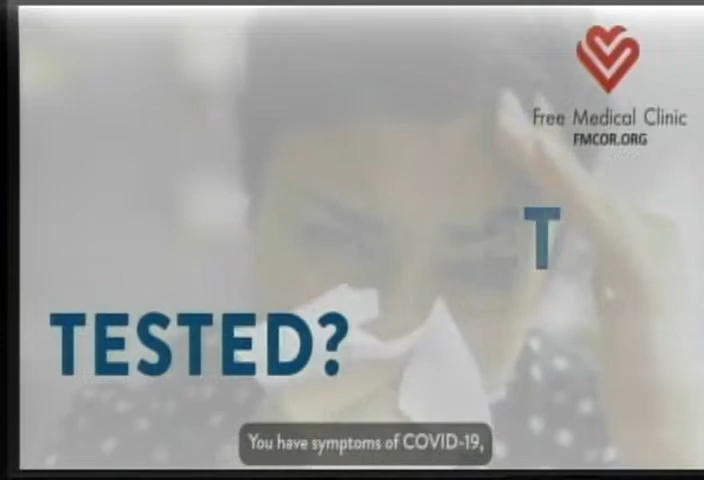 Free Medical Clinic
FMCOR.ORG
T
TESTED?
You have symptoms of COVID-19,